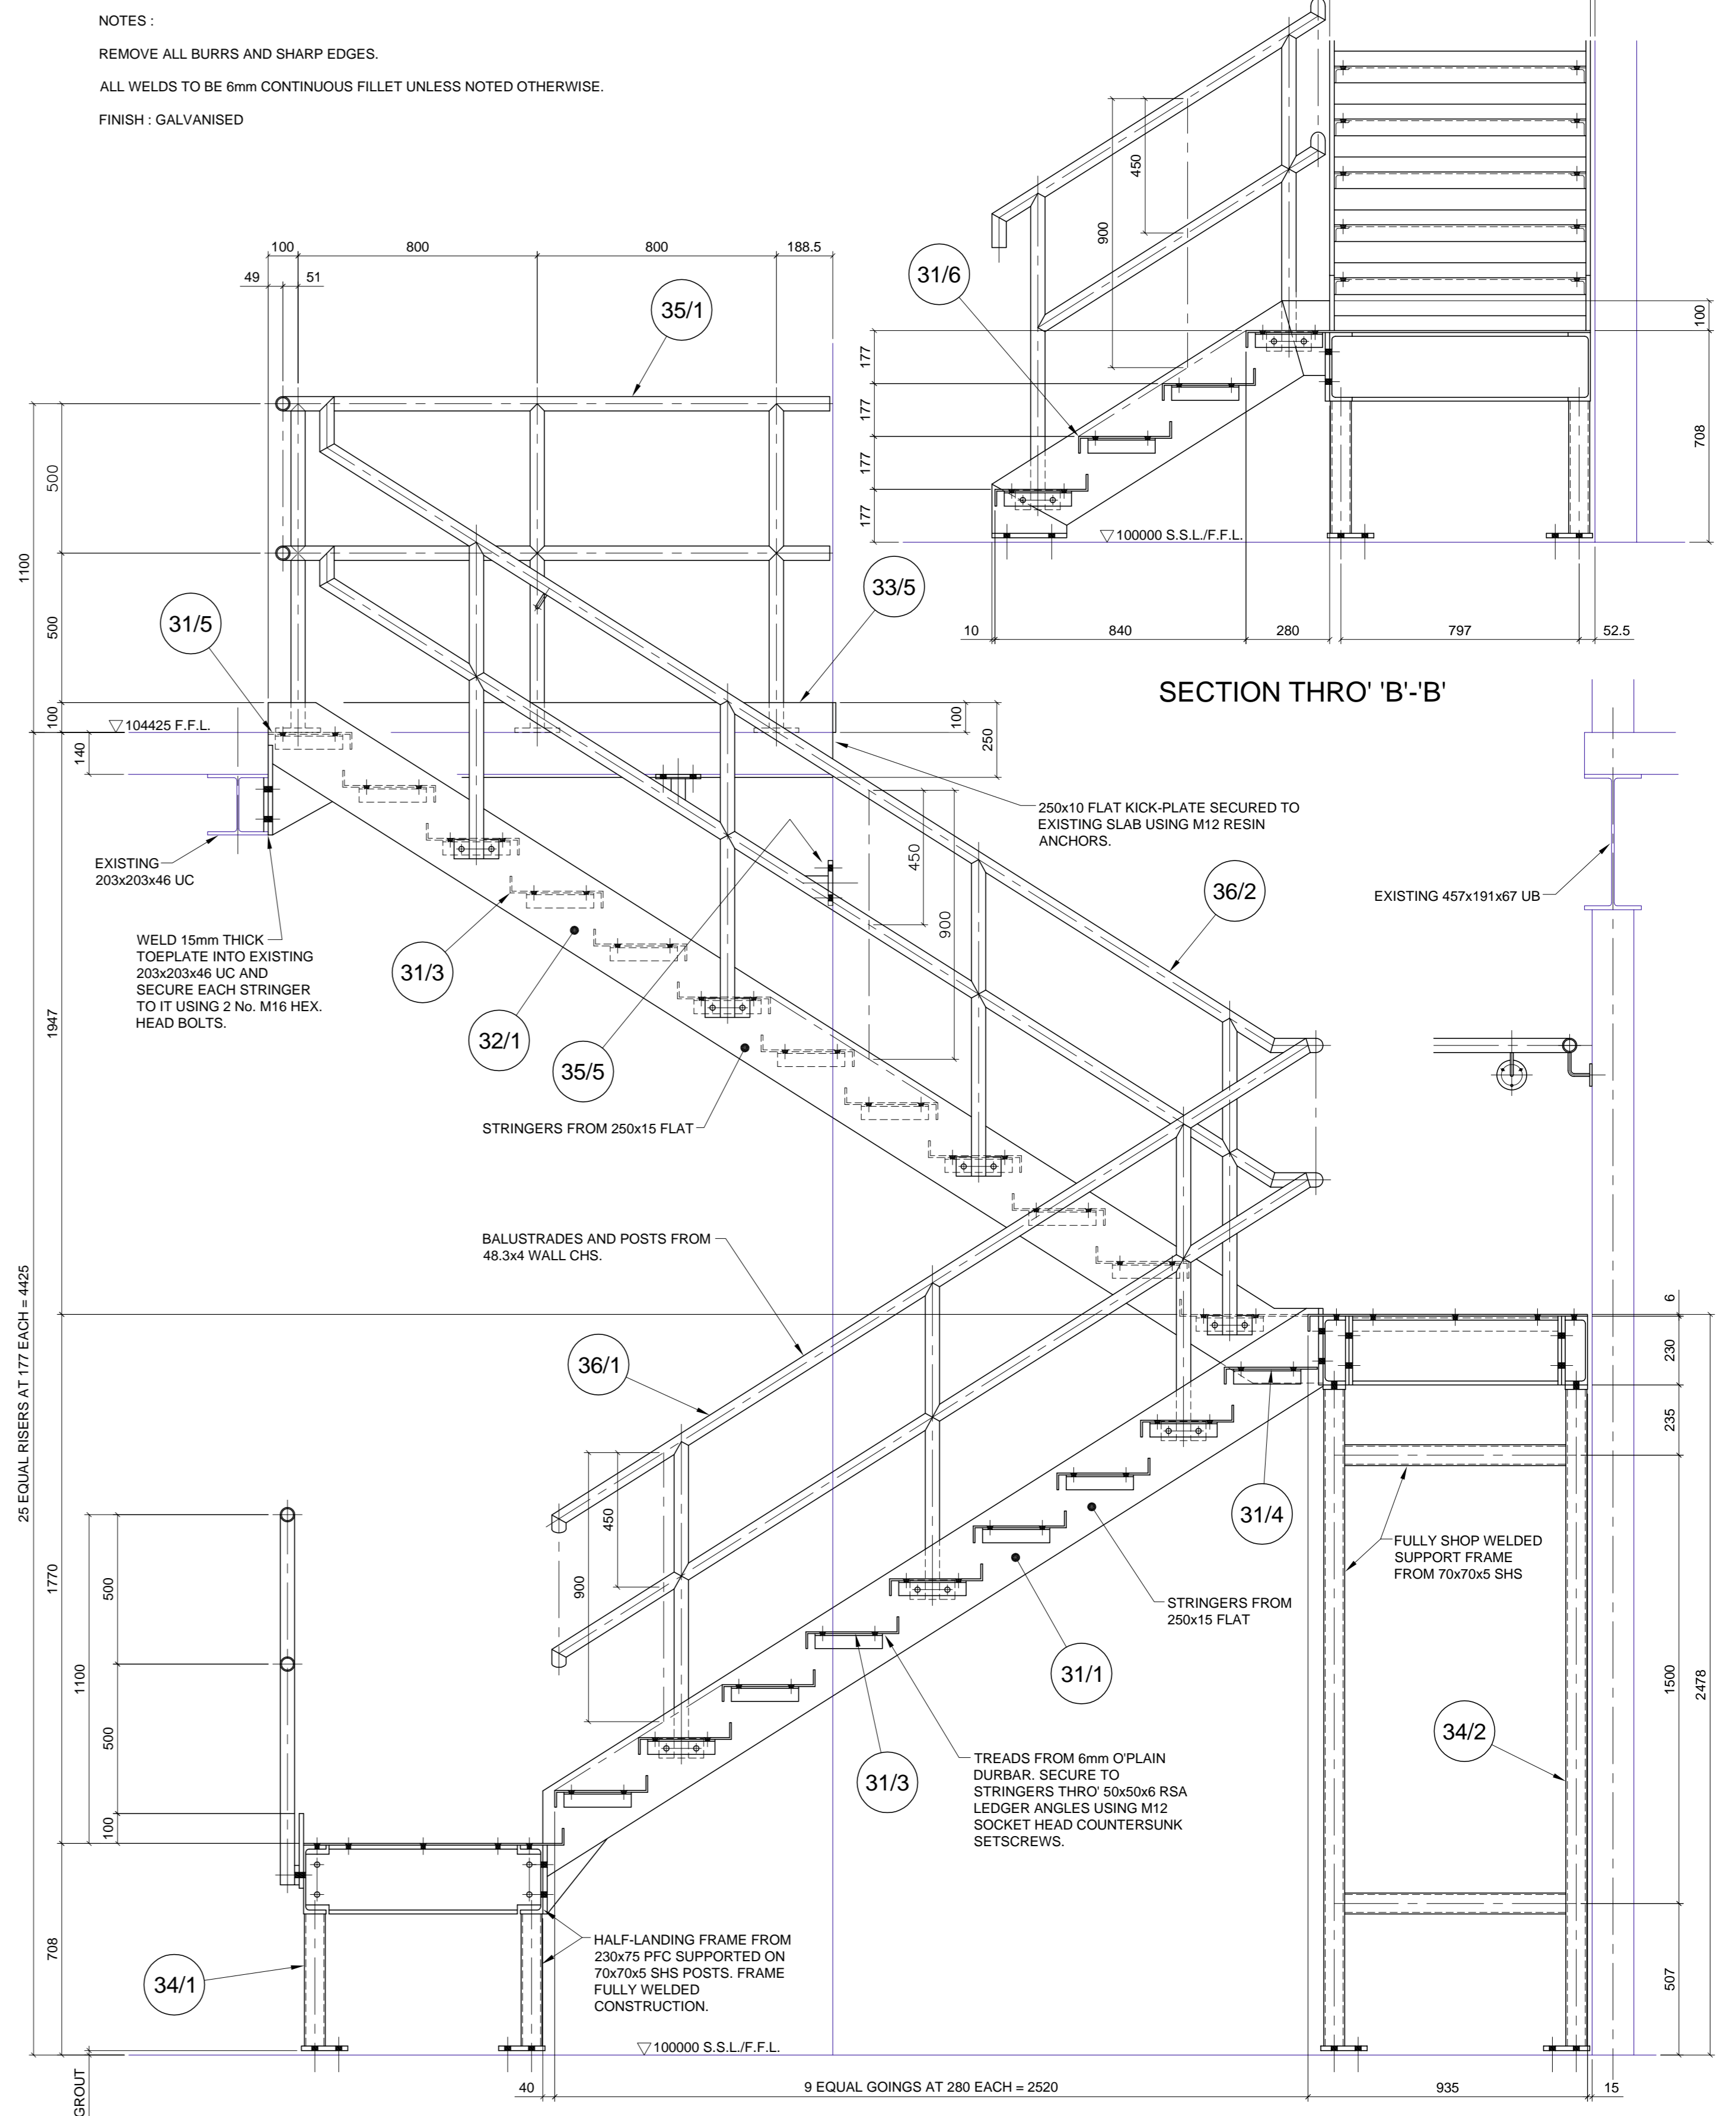 NOTES :
REMOVE ALL BURRS AND SHARP EDGES.
ALL WELDS TO BE 6mm CONTINUOUS FILLET UNLESS NOTED OTHERWISE.
FINISH : GALVANISED
900
450
31/6
177
177
177
177
100
708
▽100000 S.S.L./F.F.L.
10
840
280
797
52.5
SECTION THRO' 'B'-'B'
100
800
800
188.5
49
51
35/1
500
1100
500
33/5
31/5
100
▽104425 F.F.L.
140
100
250
250x10 FLAT KICK-PLATE SECURED TO
EXISTING SLAB USING M12 RESIN
ANCHORS.
EXISTING
203x203x46 UC
450
900
36/2
EXISTING 457x191x67 UB
WELD 15mm THICK
TOEPLATE INTO EXISTING
203x203x46 UC AND
SECURE EACH STRINGER
TO IT USING 2 No. M16 HEX.
HEAD BOLTS.
31/3
32/1
35/5
1947
STRINGERS FROM 250x15 FLAT
BALUSTRADES AND POSTS FROM
48.3x4 WALL CHS.
25 EQUAL RISERS AT 177 EACH = 4425
36/1
6
230
235
450
900
31/4
FULLY SHOP WELDED
SUPPORT FRAME
FROM 70x70x5 SHS
1770
500
1100
500
100
STRINGERS FROM
250x15 FLAT
31/1
1500
2478
34/2
31/3
TREADS FROM 6mm O'PLAIN
DURBAR. SECURE TO
STRINGERS THRO' 50x50x6 RSA
LEDGER ANGLES USING M12
SOCKET HEAD COUNTERSUNK
SETSCREWS.
708
34/1
HALF-LANDING FRAME FROM
230x75 PFC SUPPORTED ON
70x70x5 SHS POSTS. FRAME
FULLY WELDED
CONSTRUCTION.
507
▽100000 S.S.L./F.F.L.
GROUT
40
9 EQUAL GOINGS AT 280 EACH = 2520
935
15